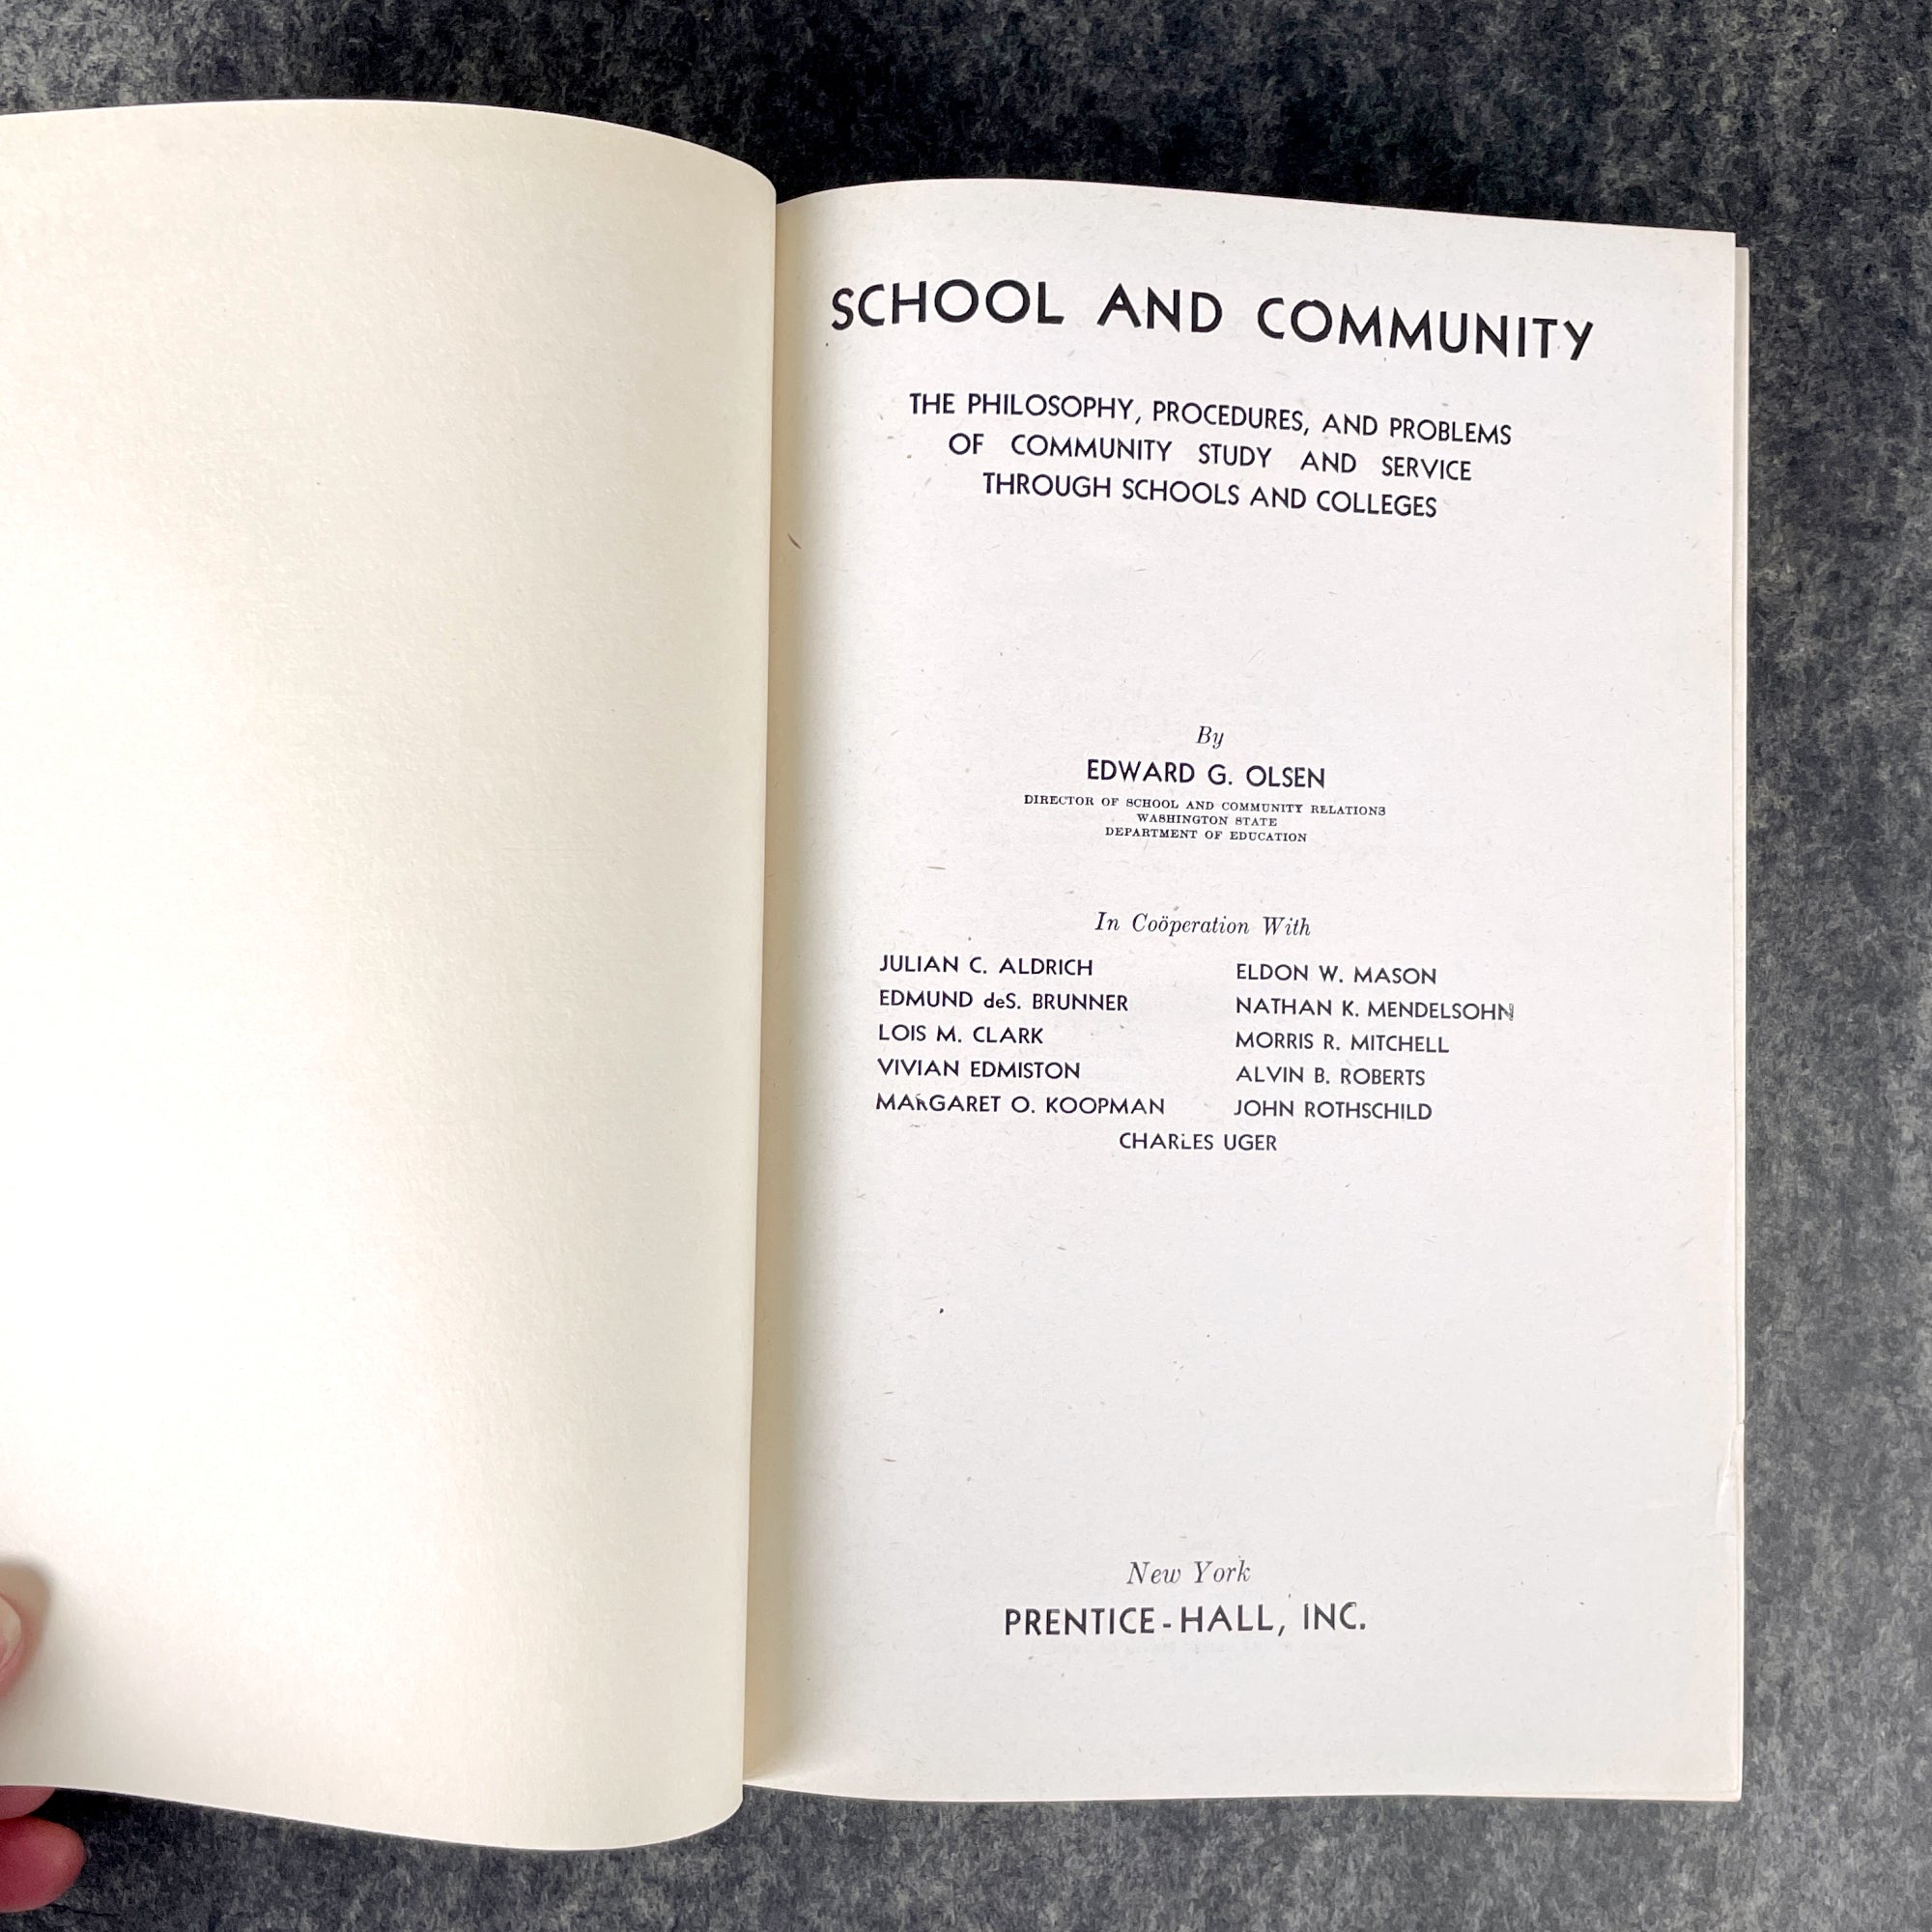 SCHOOL AND COMMUNITY
THE PHILOSOPHY, PROCEDURES, AND PROBLEMS
OF COMMUNITY STUDY AND SERVICE
THROUGH SCHOOLS AND COLLEGES
By
EDWARD G. OLSEN
DIRECTOR OF SCHOOL AND COMMUNITY RELATIONS
WASHINGTON STATE
DEPARTMENT OF EDUCATION
In Coöperation With
JULIAN C. ALDRICH
EDMUND deS. BRUNNER
LOIS M. CLARK
VIVIAN EDMISTON
MARGARET O. KOOPMAN
ELDON W. MASON
NATHAN K. MENDELSOHN
MORRIS R. MITCHELL
ALVIN B. ROBERTS
JOHN ROTHSCHILD
CHARLES UGER
New York
PRENTICE-HALL, INC.